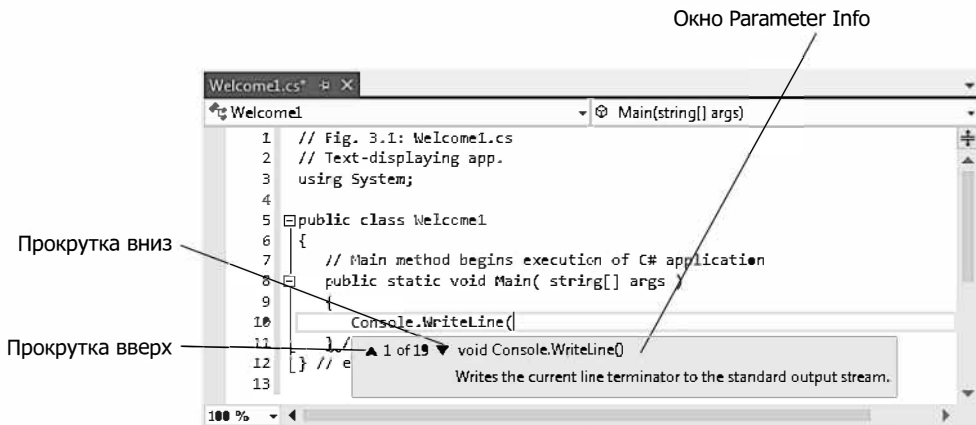 Окно Parameter Info
Welcome1.cs*
Welcome1
Main(string[] args)
1 // Fig. 3.1: Welcome1.cs
2 // Text-displaying app.
3 using System;
4
5 public class Welcome1
6 {
Прокрутка вниз
7 // Main method begins execution of C# application
8 public static void Main( string[] args )
9 {
10 Console.WriteLine(
Прокрутка вверх
11 } /
1 of 19 void Console.WriteLine()
12 } // e
Writes the current line terminator to the standard output stream.
13
100 %